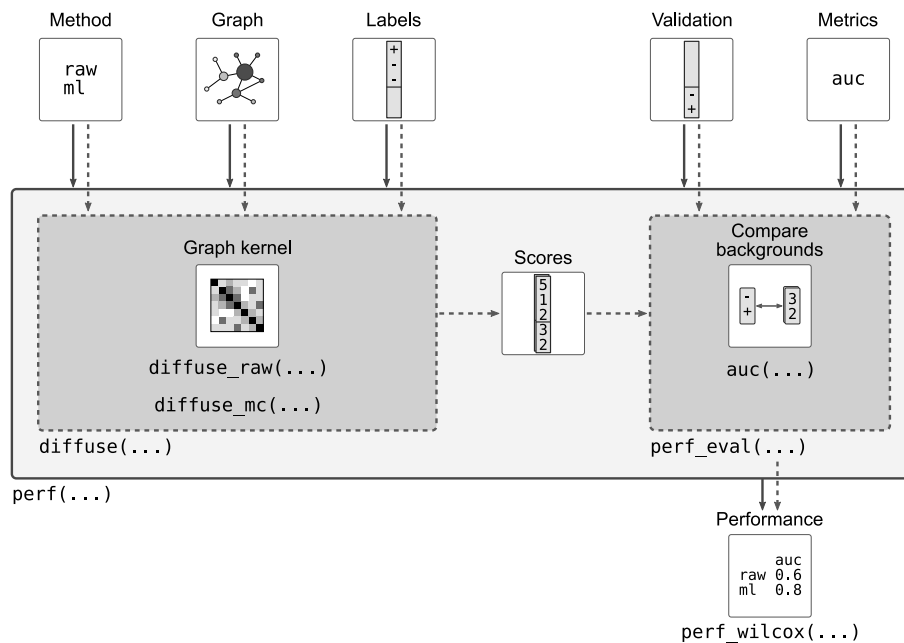 Method
Graph
Labels
Validation
Metrics
raw
ml
+
-
-
-
+
auc
Graph kernel
Scores
Compare
backgrounds
5
1
2
3
2
-
+
3
2
diffuse_raw(...)
diffuse_mc(...)
auc(...)
diffuse(...)
perf_eval(...)
perf(...)
Performance
auc
raw 0.6
ml 0.8
perf_wilcox(...)